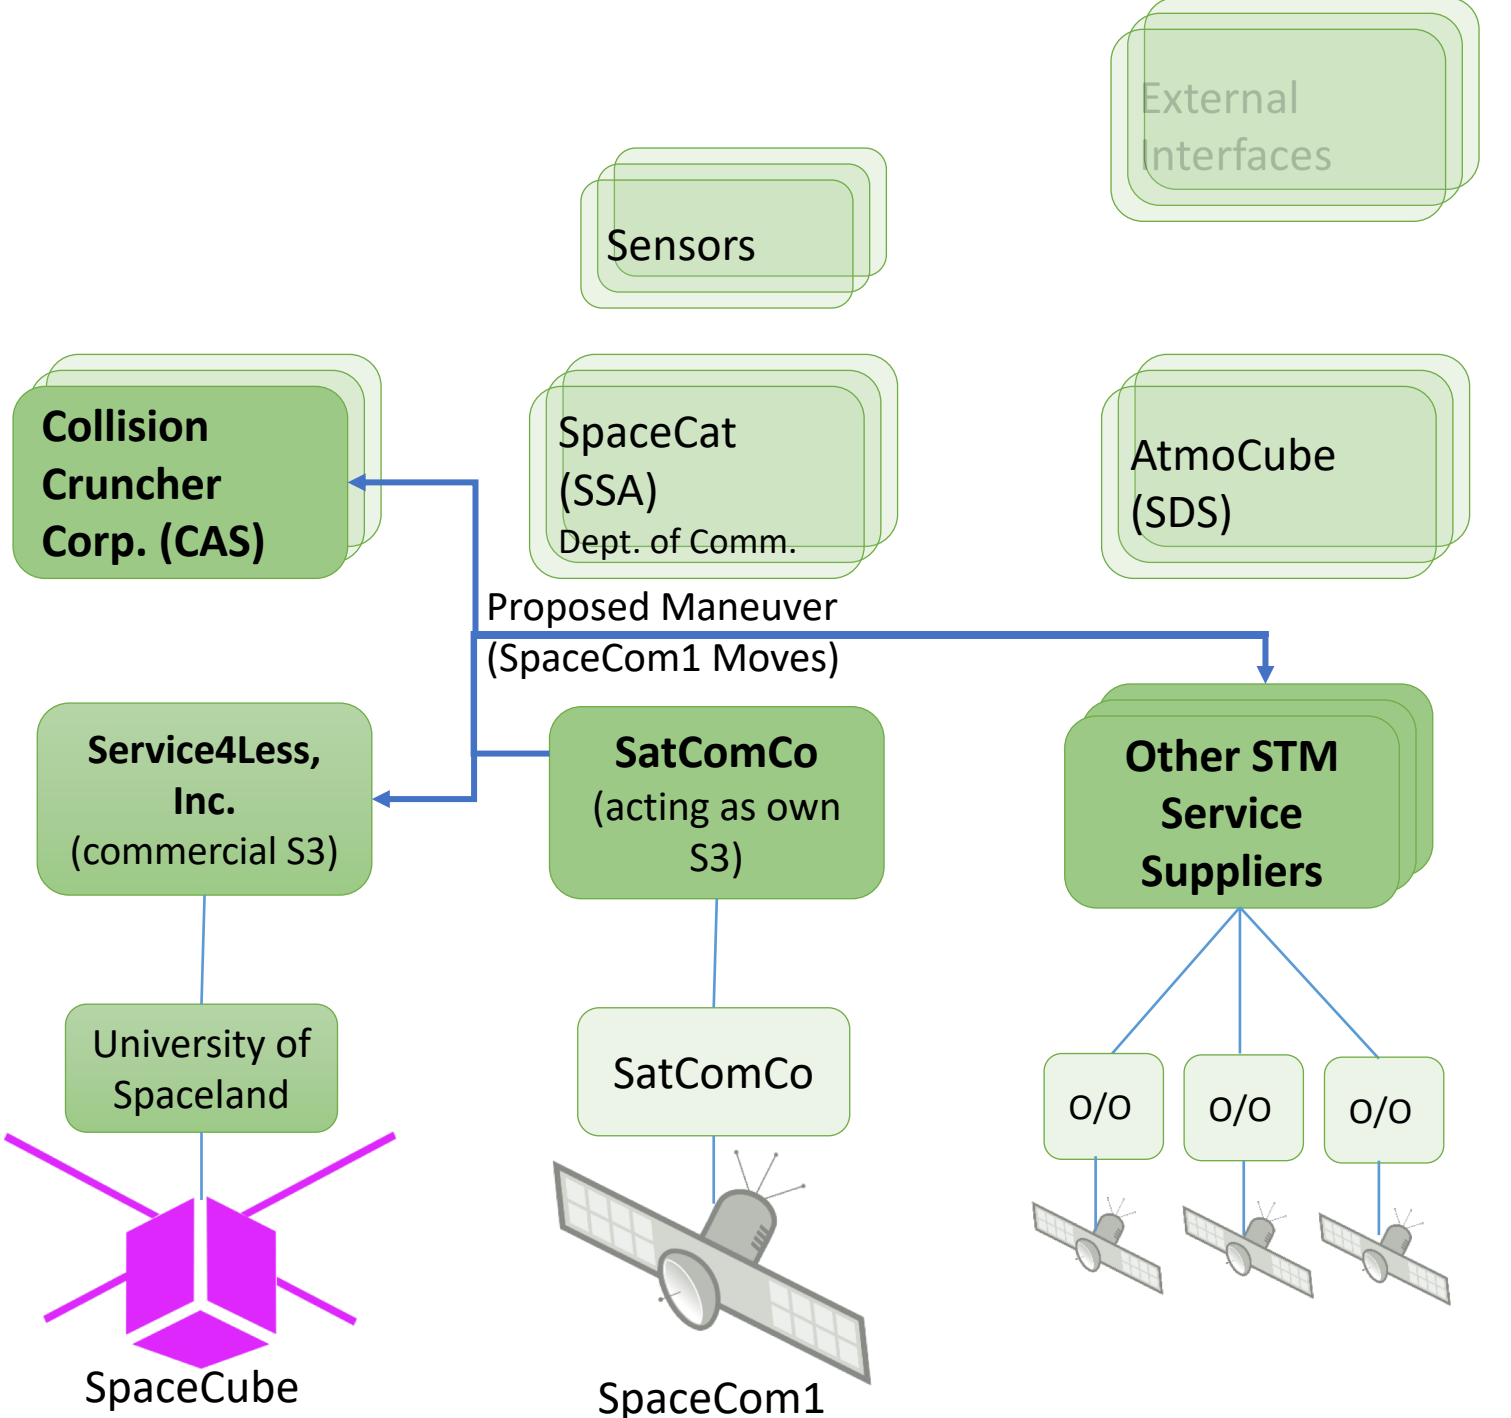 External
Interfaces
Sensors
Collision
Cruncher
Corp. (CAS)
SpaceCat
(SSA)
Dept. of Comm.
AtmoCube
(SDS)
Proposed Maneuver
(SpaceCom1 Moves)
Service4Less,
Inc.
(commercial S3)
SatComCo
(acting as own
S3)
Other STM
Service
Suppliers
University of
Spaceland
SatComCo
O/O
O/O
O/O
SpaceCube
SpaceCom1